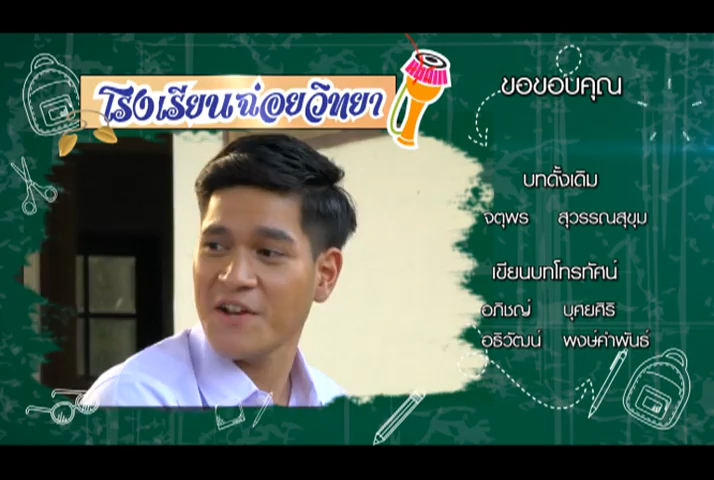 โรงเรียนฉ่อยวิทยา
ขอขอบคุณ
บทดั้งเดิม
จตุพร สุวรรณสุขุม
เขียนบทโทรทัศน์
อภิชญ์ บุศยศิริ
อธิวัฒน์ พงษ์คำพันธ์